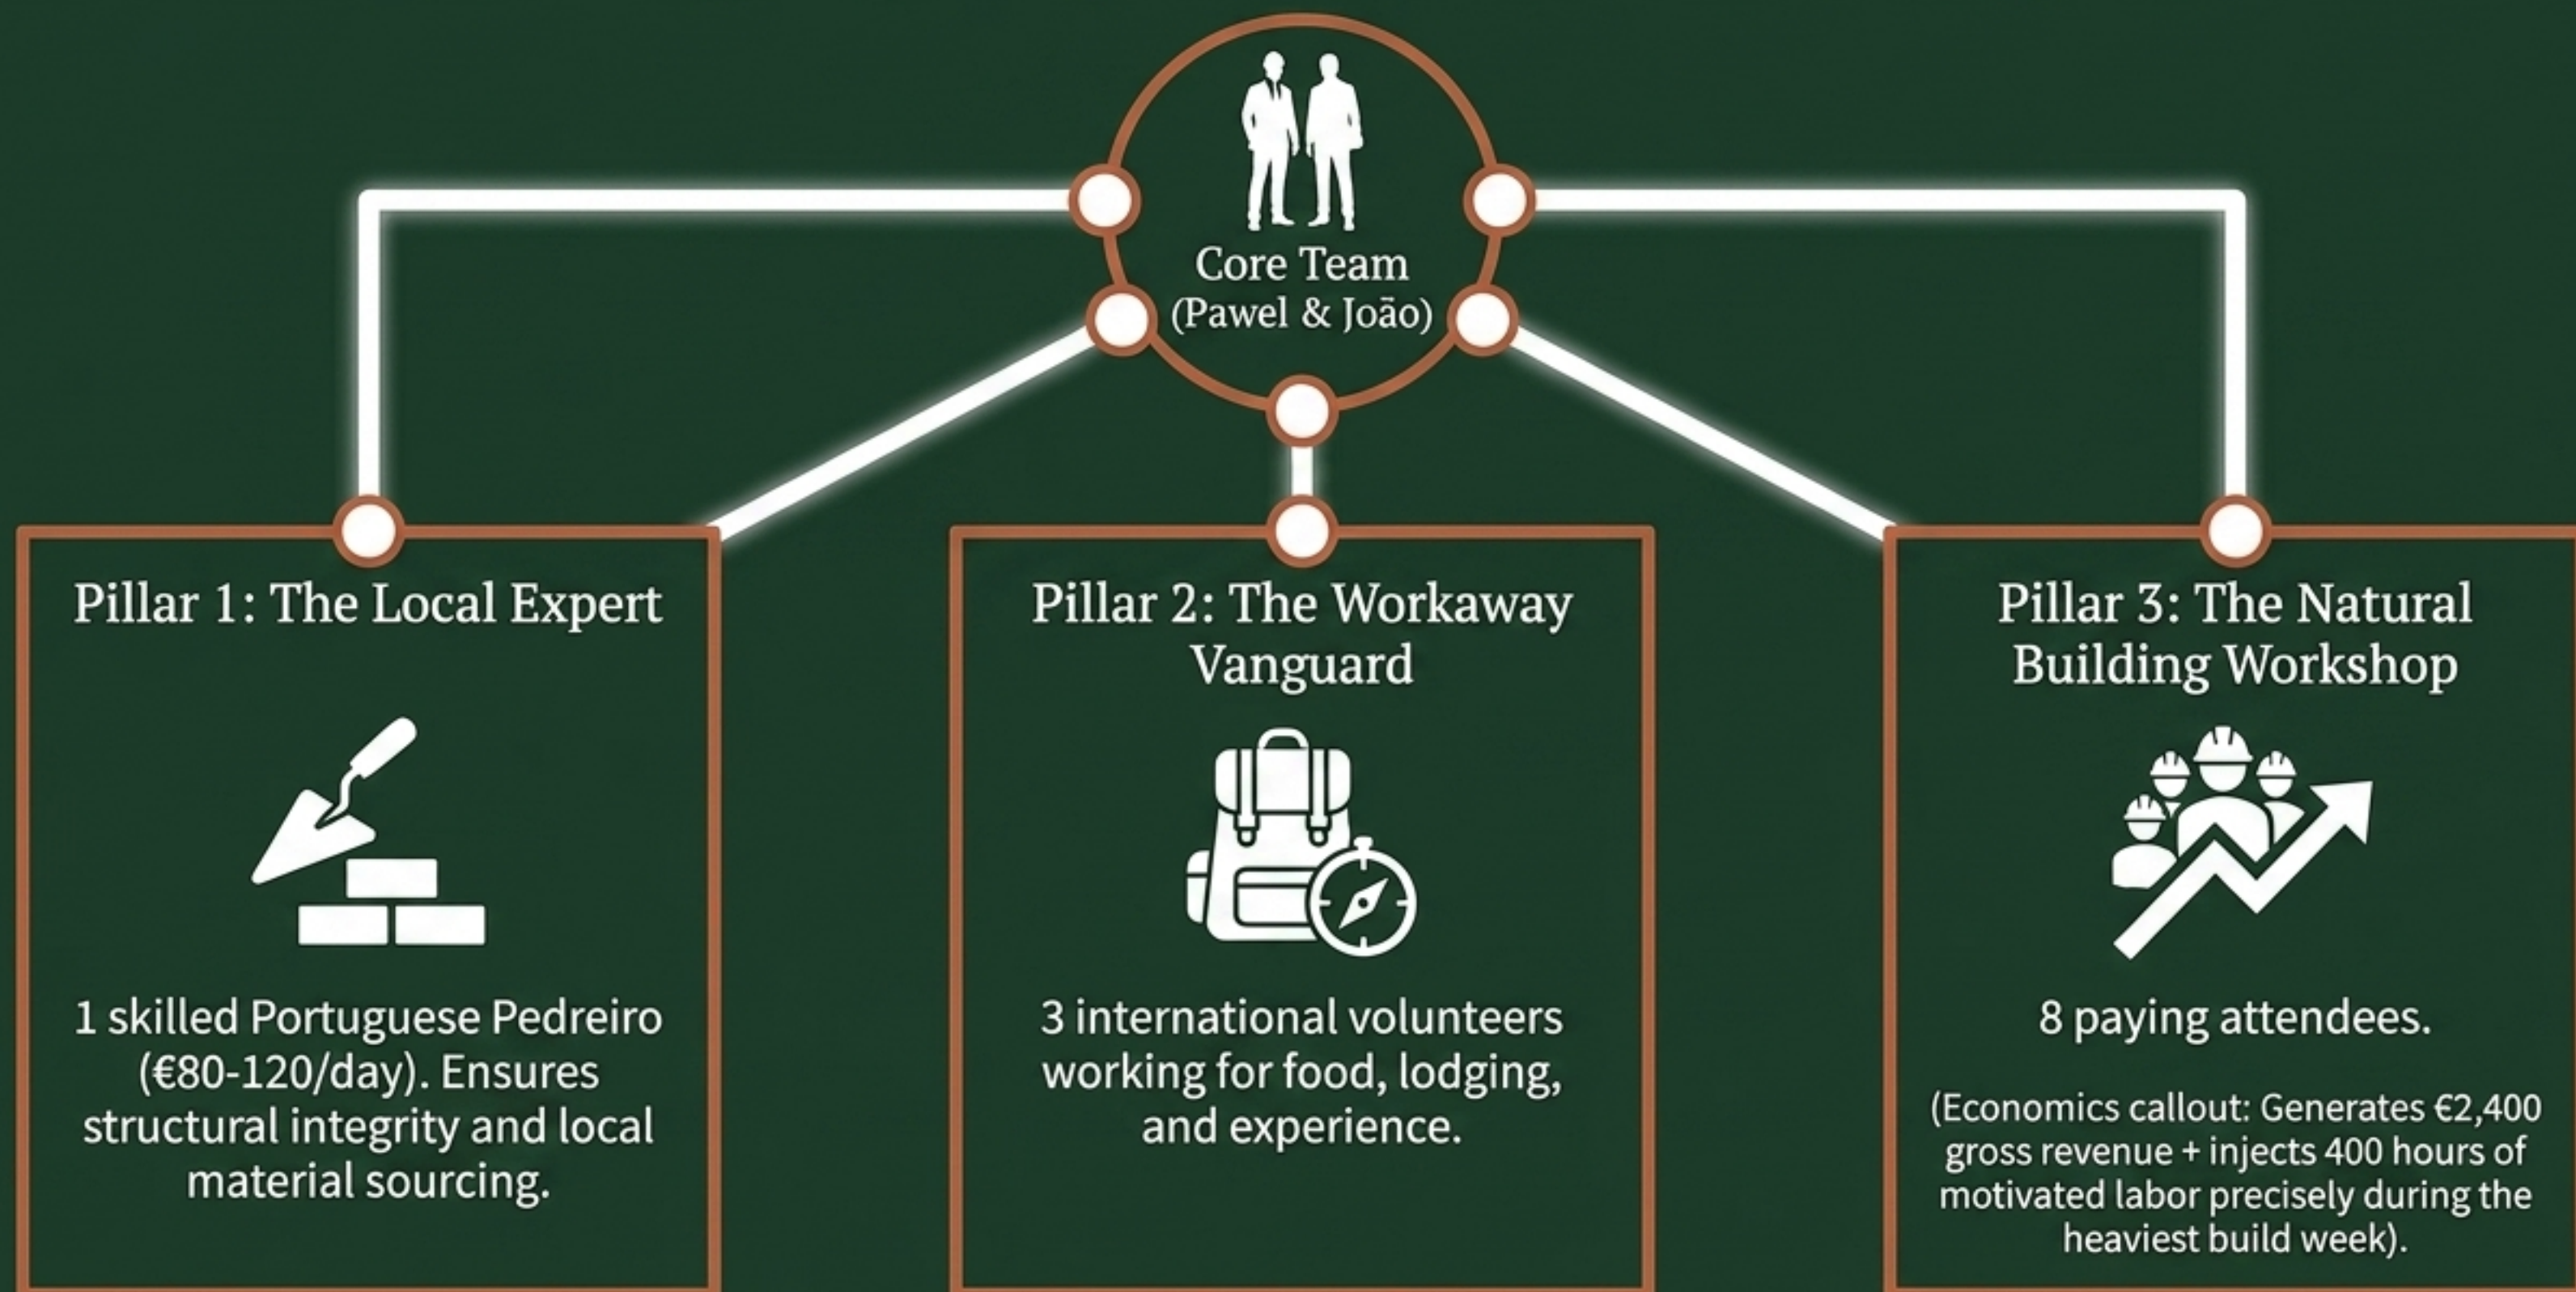 Core Team
(Pawel & João)
Pillar 1: The Local Expert
1 skilled Portuguese Pedreiro
(€80-120/day). Ensures
structural integrity and local
material sourcing.
Pillar 2: The Workaway
Vanguard
3 international volunteers
working for food, lodging,
and experience.
Pillar 3: The Natural
Building Workshop
8 paying attendees.
(Economics callout: Generates €2,400
gross revenue + injects 400 hours of
motivated labor precisely during the
heaviest build week).